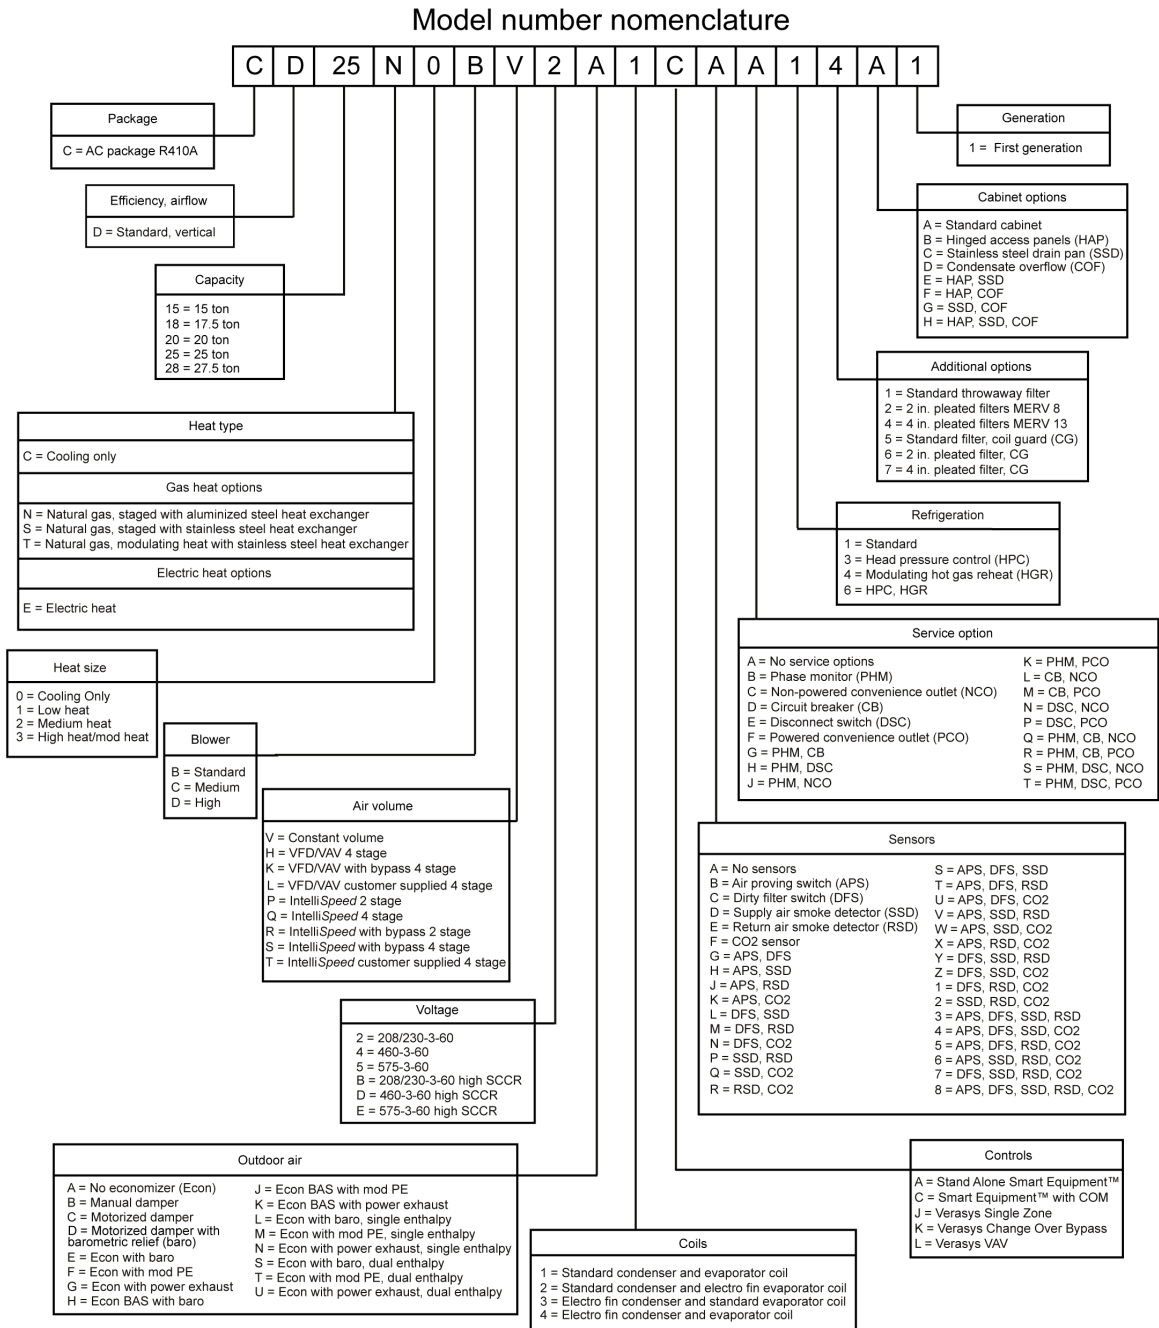 Model number nomenclature
C D 25 N 0 B V 2 A 1 C A A 1 4 A 1
Package
C = AC package R410A
Efficiency, airflow
D = Standard, vertical
Capacity
15 = 15 ton
18 = 17.5 ton
20 = 20 ton
25 = 25 ton
28 = 27.5 ton
Heat type
C = Cooling only
Gas heat options
N = Natural gas, staged with aluminized steel heat exchanger
S = Natural gas, staged with stainless steel heat exchanger
T = Natural gas, modulating heat with stainless steel heat exchanger
Electric heat options
E = Electric heat
Heat size
0 = Cooling Only
1 = Low heat
2 = Medium heat
3 = High heat/mod heat
Blower
B = Standard
C = Medium
D = High
Air volume
V = Constant volume
H = VFD/VAV 4 stage
K = VFD/VAV with bypass 4 stage
L = VFD/VAV customer supplied 4 stage
P = IntelliSpeed 2 stage
Q = IntelliSpeed 4 stage
R = IntelliSpeed with bypass 2 stage
S = IntelliSpeed with bypass 4 stage
T = IntelliSpeed customer supplied 4 stage
Voltage
2 = 208/230-3-60
4 = 460-3-60
5 = 575-3-60
B = 208/230-3-60 high SCCR
D = 460-3-60 high SCCR
E = 575-3-60 high SCCR
Outdoor air
A = No economizer (Econ)
B = Manual damper
C = Motorized damper
D = Motorized damper with
barometric relief (baro)
E = Econ with baro
F = Econ with mod PE
G = Econ with power exhaust
H = Econ BAS with baro
J = Econ BAS with mod PE
K = Econ BAS with power exhaust
L = Econ with baro, single enthalpy
M = Econ with mod PE, single enthalpy
N = Econ with power exhaust, single enthalpy
S = Econ with baro, dual enthalpy
T = Econ with mod PE, dual enthalpy
U = Econ with power exhaust, dual enthalpy
Coils
1 = Standard condenser and evaporator coil
2 = Standard condenser and electro fin evaporator coil
3 = Electro fin condenser and standard evaporator coil
4 = Electro fin condenser and evaporator coil
Controls
A = Stand Alone Smart Equipment™
C = Smart Equipment™ with COM
J = Verasys Single Zone
K = Verasys Change Over Bypass
L = Verasys VAV
Sensors
A = No sensors
B = Air proving switch (APS)
C = Dirty filter switch (DFS)
D = Supply air smoke detector (SSD)
E = Return air smoke detector (RSD)
F = CO2 sensor
G = APS, DFS
H = APS, SSD
J = APS, RSD
K = APS, CO2
L = DFS, SSD
M = DFS, RSD
N = DFS, CO2
P = SSD, RSD
Q = SSD, CO2
R = RSD, CO2
S = APS, DFS, SSD
T = APS, DFS, RSD
U = APS, DFS, CO2
V = APS, SSD, RSD
W = APS, SSD, CO2
X = APS, RSD, CO2
Y = DFS, SSD, RSD
Z = DFS, SSD, CO2
1 = DFS, RSD, CO2
2 = SSD, RSD, CO2
3 = APS, DFS, SSD, RSD
4 = APS, DFS, SSD, CO2
5 = APS, DFS, RSD, CO2
6 = APS, SSD, RSD, CO2
7 = DFS, SSD, RSD, CO2
8 = APS, DFS, SSD, RSD, CO2
Service option
A = No service options
B = Phase monitor (PHM)
C = Non-powered convenience outlet (NCO)
D = Circuit breaker (CB)
E = Disconnect switch (DSC)
F = Powered convenience outlet (PCO)
G = PHM, CB
H = PHM, DSC
J = PHM, NCO
K = PHM, PCO
L = CB, NCO
M = CB, PCO
N = DSC, NCO
P = DSC, PCO
Q = PHM, CB, NCO
R = PHM, CB, PCO
S = PHM, DSC, NCO
T = PHM, DSC, PCO
Refrigeration
1 = Standard
3 = Head pressure control (HPC)
4 = Modulating hot gas reheat (HGR)
6 = HPC, HGR
Additional options
1 = Standard throwaway filter
2 = 2 in. pleated filters MERV 8
4 = 4 in. pleated filters MERV 13
5 = Standard filter, coil guard (CG)
6 = 2 in. pleated filter, CG
7 = 4 in. pleated filter, CG
Cabinet options
A = Standard cabinet
B = Hinged access panels (HAP)
C = Stainless steel drain pan (SSD)
D = Condensate overflow (COF)
E = HAP, SSD
F = HAP, COF
G = SSD, COF
H = HAP, SSD, COF
Generation
1 = First generation